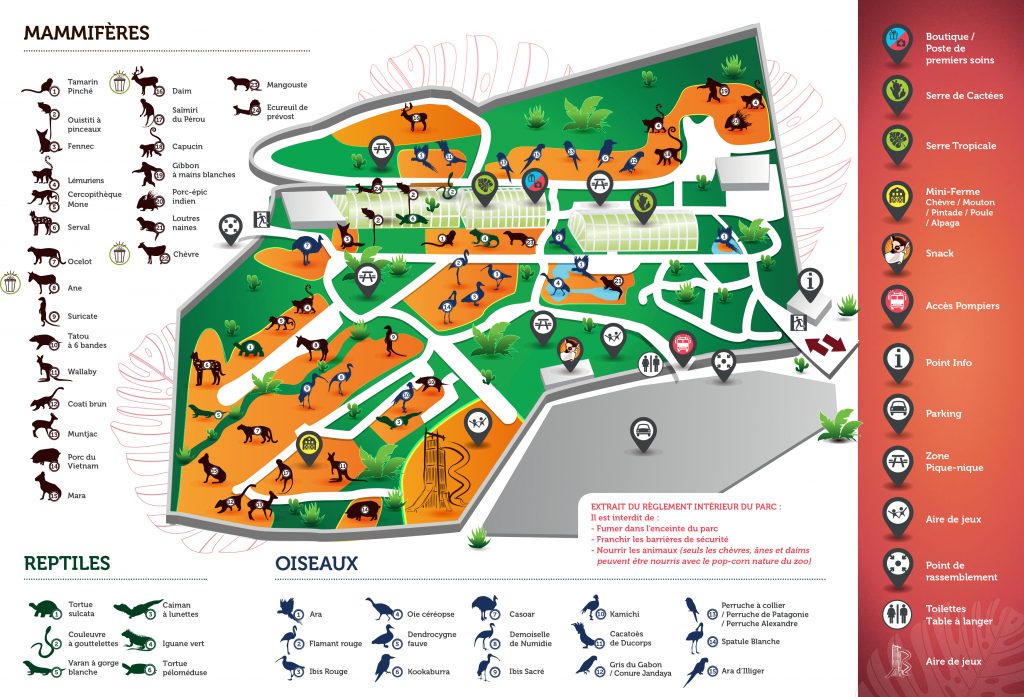 MAMMIFÈRES
1 Tamarin
Pinché
2 Ouistiti à
pinceaux
3 Fennec
4 Lémuriens
5 Cercopithèque
Mone
6 Serval
7 Ocelot
8 Ane
9 Suricate
10 Tatou
à 6 bandes
11 Wallaby
12 Coati brun
13 Muntjac
14 Porc du
Vietnam
15 Mara
16 Daim
17 Saïmiri
du Pérou
18 Capucin
19 Gibbon
à mains blanches
20 Porc-épic
indien
21 Loutres
naines
22 Chèvre
23 Mangouste
24 Ecureuil de
prévost
EXTRAIT DU RÈGLEMENT INTÉRIEUR DU PARC :
Il est interdit de :
- Fumer dans l'enceinte du parc
- Franchir les barrières de sécurité
- Nourrir les animaux (seuls les chèvres, ânes et daims
peuvent être nourris avec le pop-corn nature du zoo)
REPTILES
1 Tortue
sulcata
2 Couleuvre
à gouttelettes
5 Varan à gorge
blanche
3 Caiman
à lunettes
4 Iguane vert
6 Tortue
péloméduse
OISEAUX
1 Ara
2 Flamant rouge
3 Ibis Rouge
4 Oie céréopse
5 Dendrocygne
fauve
6 Kookaburra
7 Casoar
8 Demoiselle
de Numidie
9 Ibis Sacré
10 Kamichi
11 Cacatoès
de Ducorps
12 Gris du Gabon
/ Conure Jandaya
13 Perruche à collier
/ Perruche de Patagonie
/ Perruche Alexandre
14 Spatule Blanche
15 Ara d'Illiger
Boutique /
Poste de
premiers soins
Serre de Cactées
Serre Tropicale
Mini-Ferme
Chèvre / Mouton
/ Pintade / Poule
/ Alpaga
Snack
Accès Pompiers
Point Info
Parking
Zone
Pique-nique
Aire de jeux
Point de
rassemblement
Toilettes
Table à langer
Aire de jeux